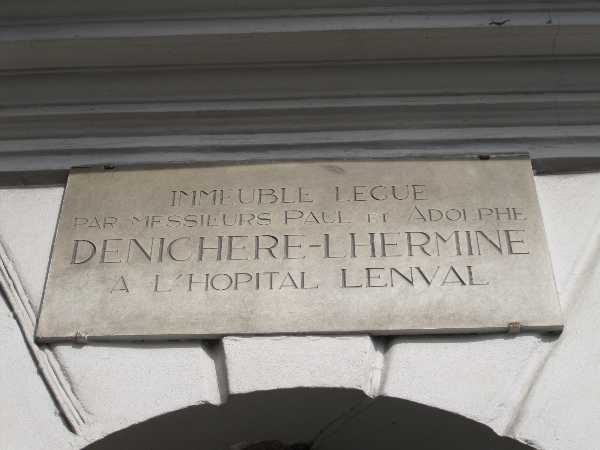 IMMEUBLE LEGUE
PAR MESSIEURS PAUL ET ADOLPHE
DENICHERE-LHERMINE
A L'HOPITAL LENVAL